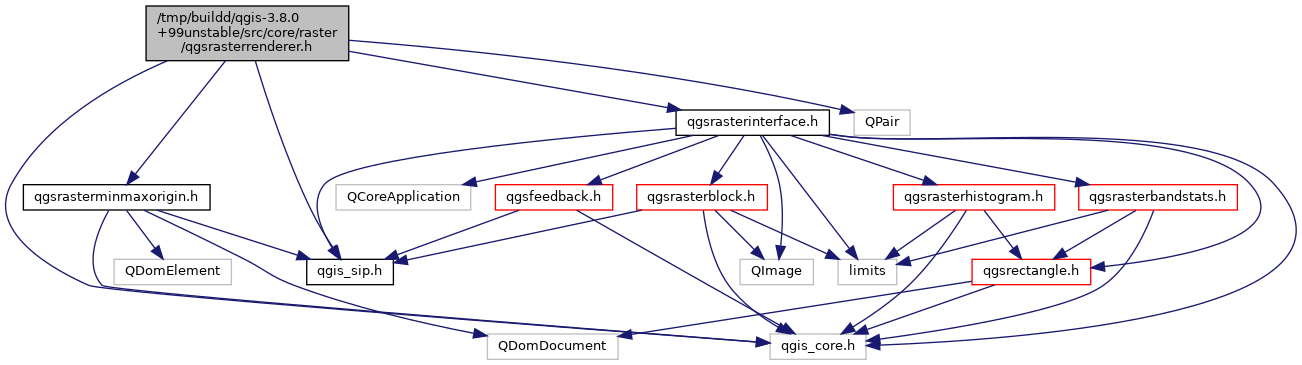 /tmp/buildd/qgis-3.8.0
+99unstable/src/core/raster
/qgsrasterrenderer.h
qgsrasterinterface.h
QPair
qgsrasterminmaxorigin.h
QCoreApplication
qgsfeedback.h
qgsrasterblock.h
qgsrasterhistogram.h
qgsrasterbandstats.h
QDomElement
qgis_sip.h
QImage
limits
qgsrectangle.h
QDomDocument
qgis_core.h